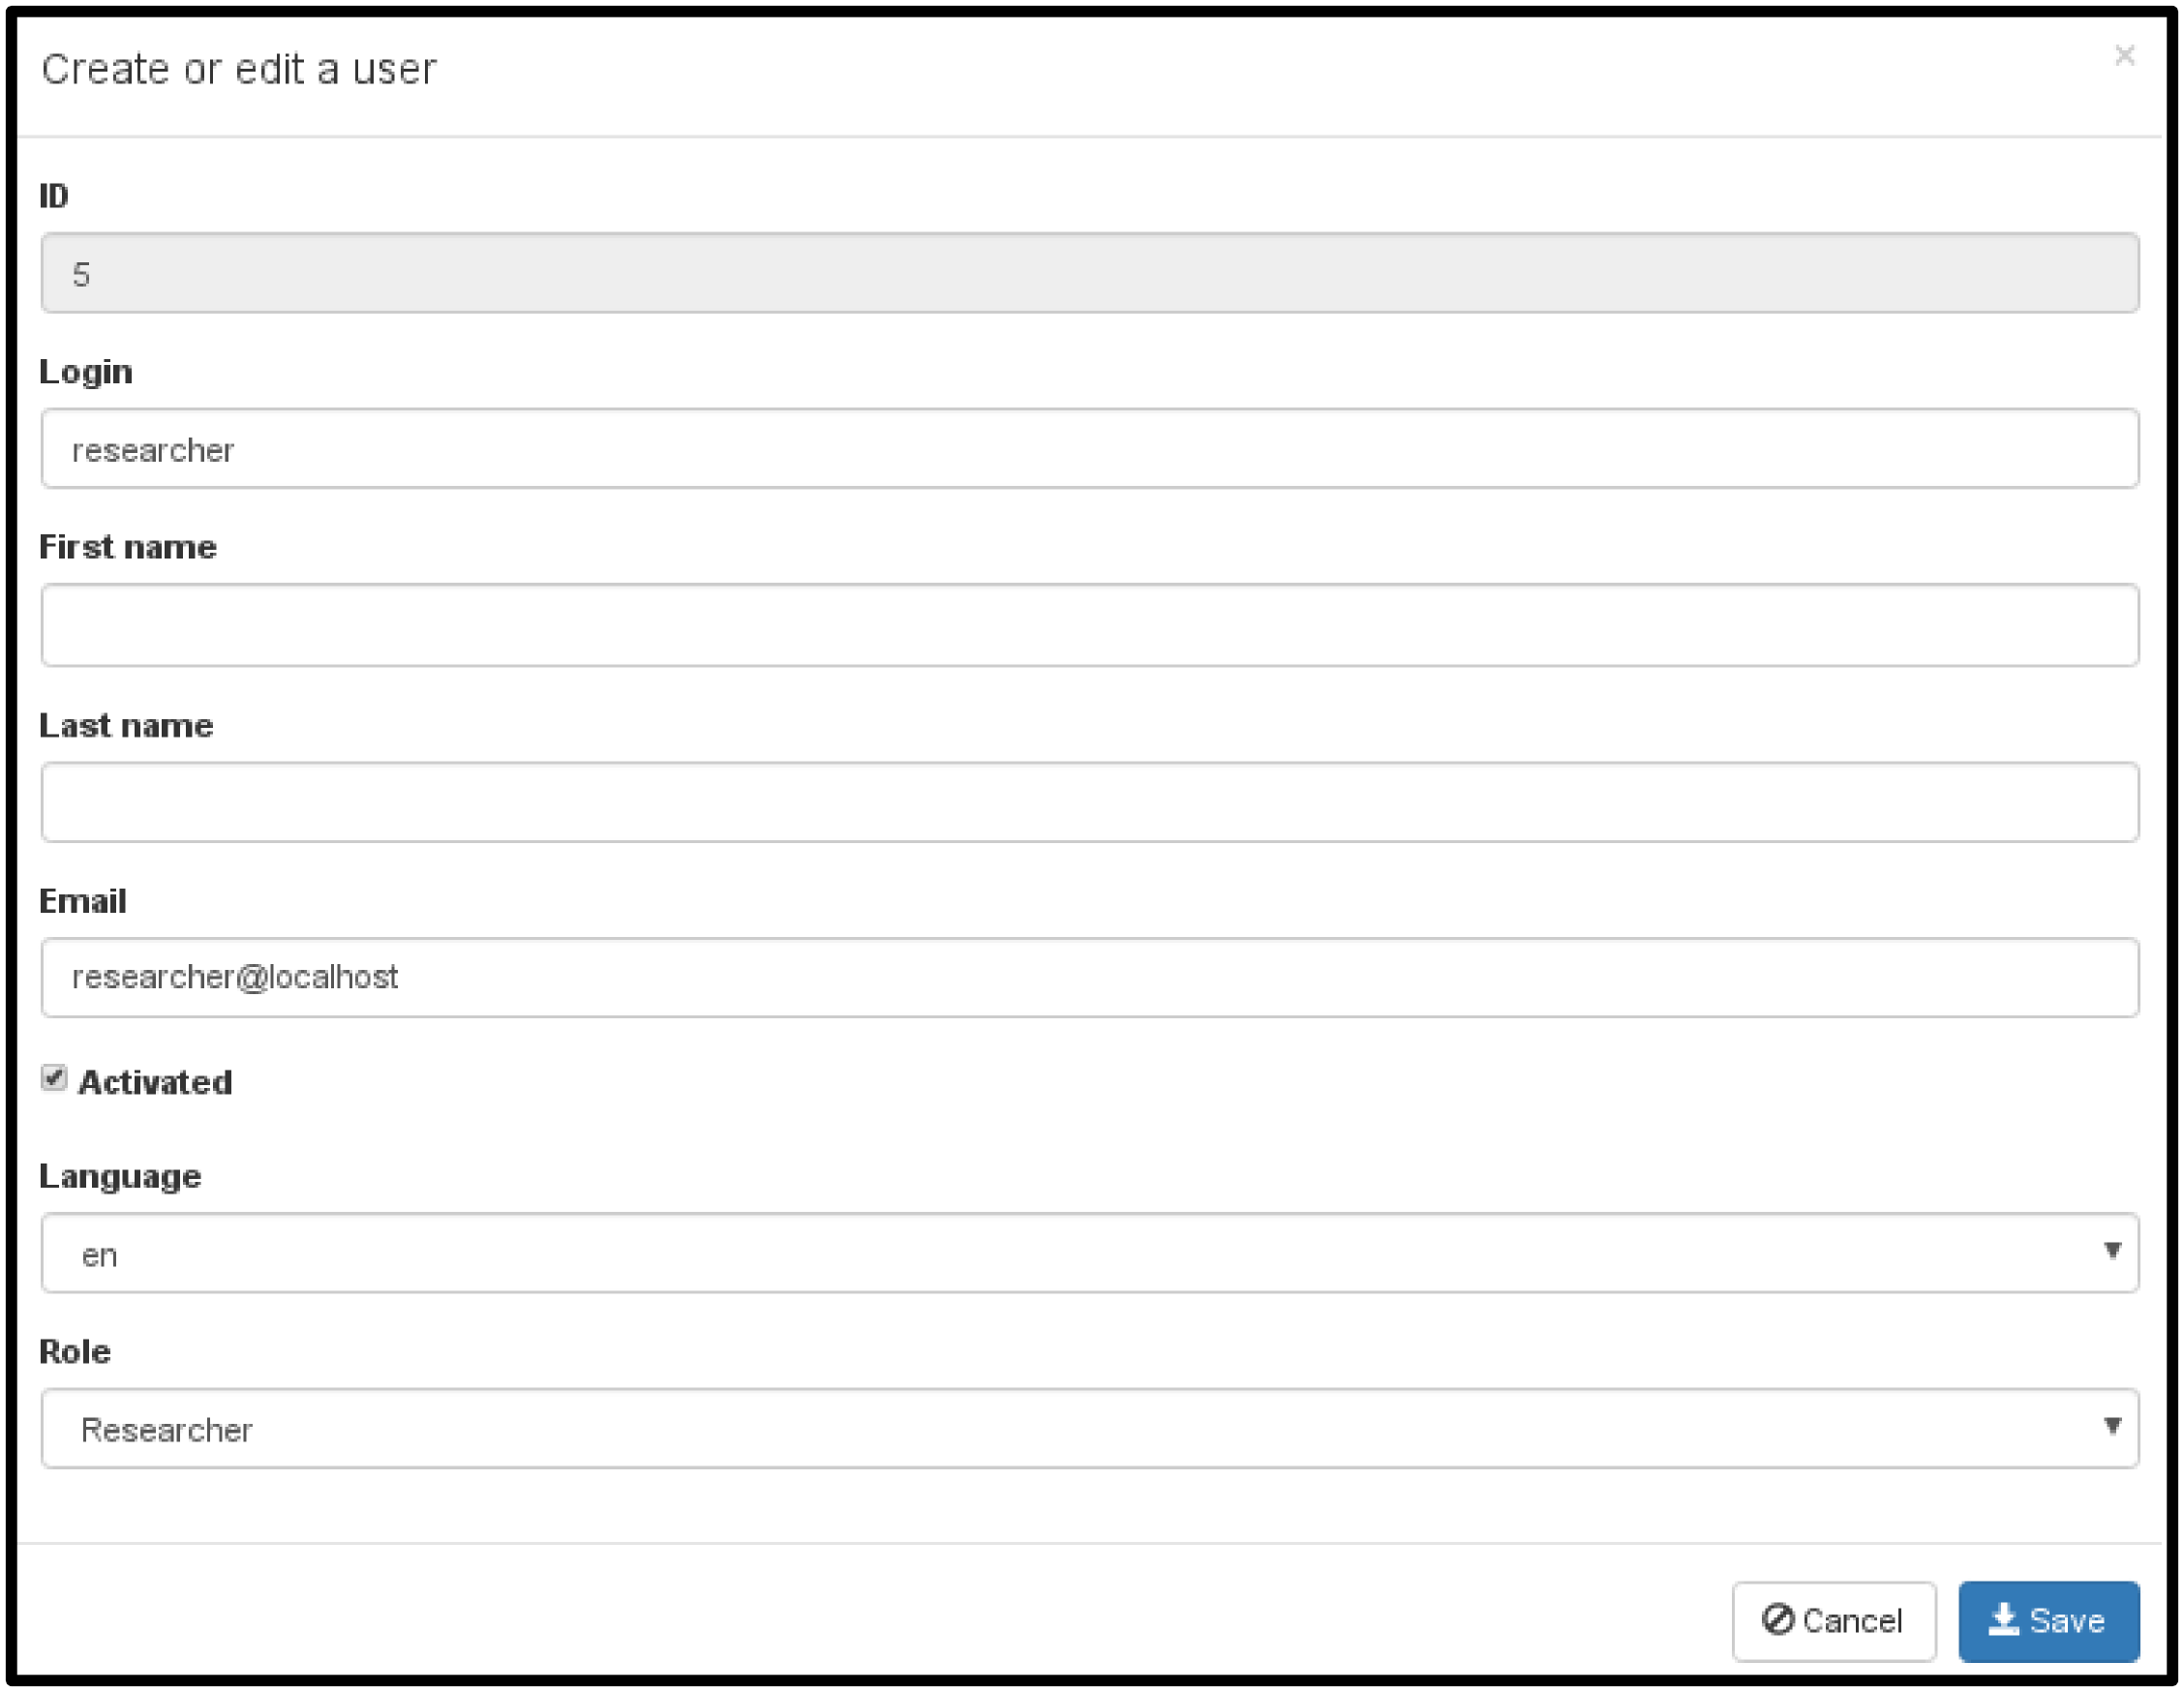 Create or edit a user
×
ID
5
Login
researcher
First name
Last name
Email
researcher@localhost
Activated
Language
en
Role
Researcher
Cancel Save